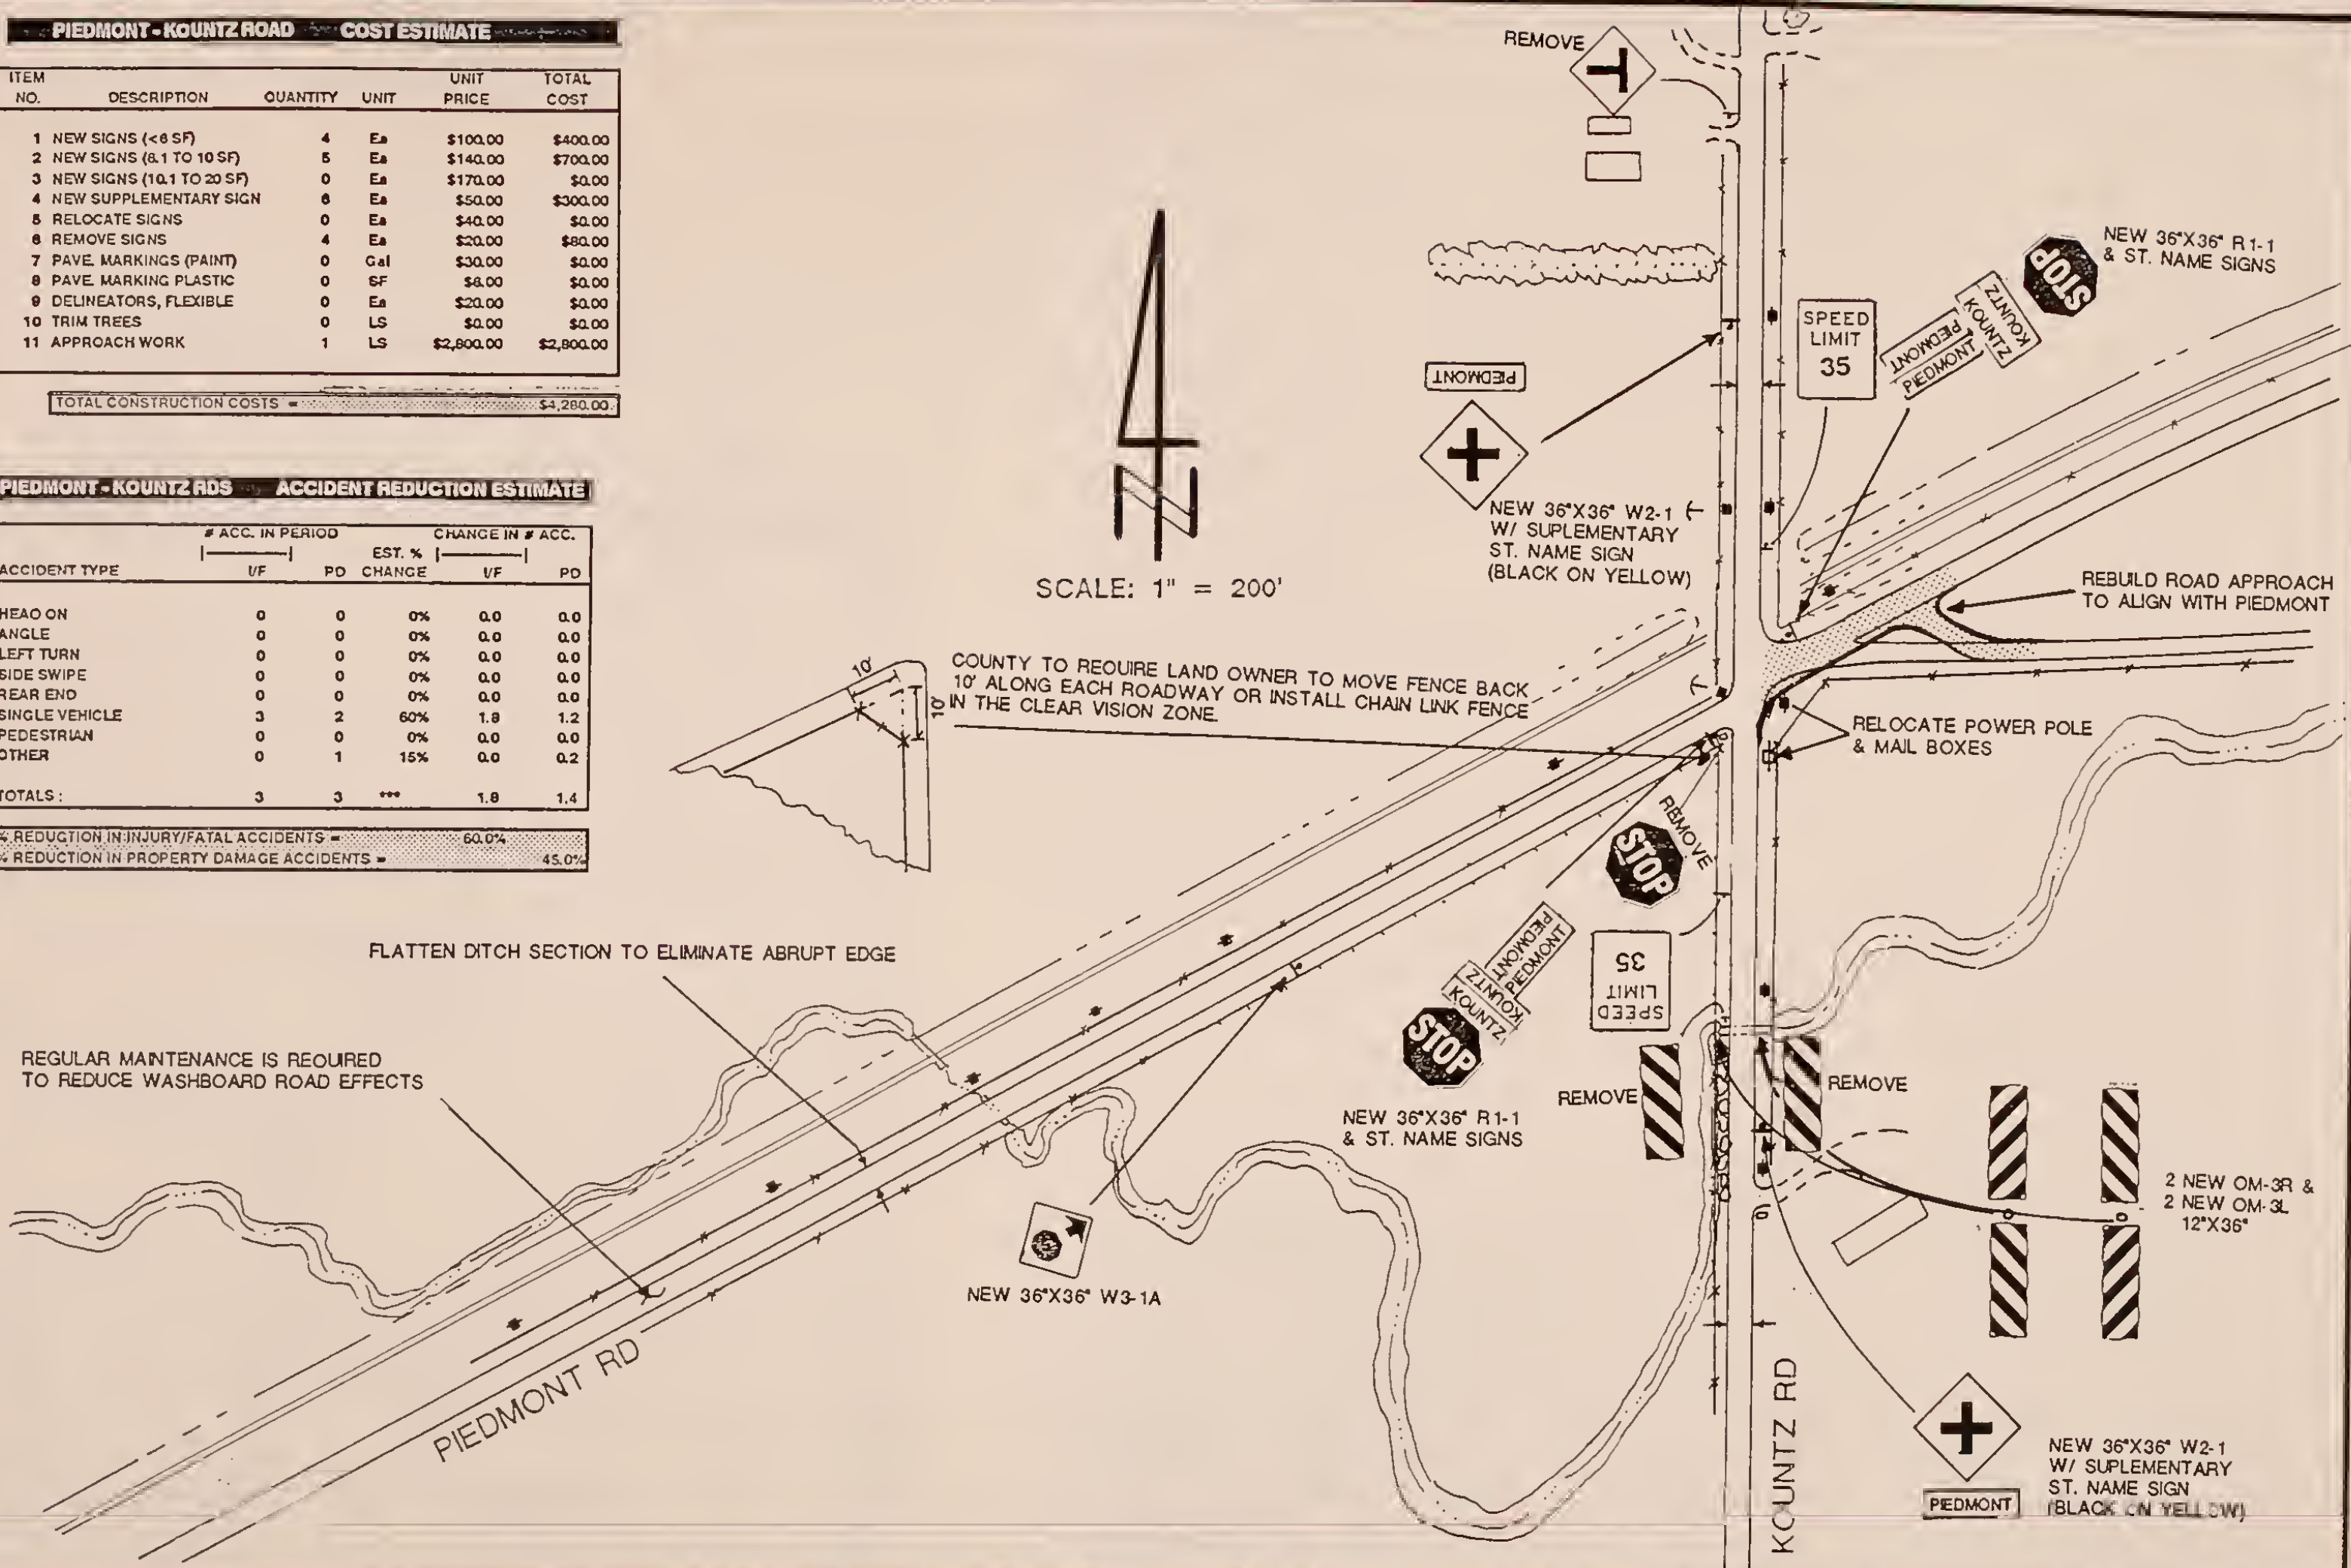 PIEDMONT - KOUNTZ ROAD COST ESTIMATE
ITEM NO. DESCRIPTION QUANTITY UNIT UNIT PRICE TOTAL COST
1 NEW SIGNS (<6 SF) 4 Ea $100.00 $400.00
2 NEW SIGNS (6.1 TO 10 SF) 5 Ea $140.00 $700.00
3 NEW SIGNS (10.1 TO 20 SF) 0 Ea $170.00 $0.00
4 NEW SUPPLEMENTARY SIGN 6 Ea $50.00 $300.00
5 RELOCATE SIGNS 0 Ea $40.00 $0.00
6 REMOVE SIGNS 4 Ea $20.00 $80.00
7 PAVE. MARKINGS (PAINT) 0 Gal $30.00 $0.00
8 PAVE. MARKING PLASTIC 0 SF $8.00 $0.00
9 DELINEATORS, FLEXIBLE 0 Ea $20.00 $0.00
10 TRIM TREES 0 LS $0.00 $0.00
11 APPROACH WORK 1 LS $2,800.00 $2,800.00
TOTAL CONSTRUCTION COSTS = $4,280.00
PIEDMONT - KOUNTZ RDS ACCIDENT REDUCTION ESTIMATE
# ACC. IN PERIOD CHANGE IN # ACC.
EST. %
ACCIDENT TYPE I/F PD CHANGE I/F PD
HEAD ON 0 0 0% 0.0 0.0
ANGLE 0 0 0% 0.0 0.0
LEFT TURN 0 0 0% 0.0 0.0
SIDE SWIPE 0 0 0% 0.0 0.0
REAR END 0 0 0% 0.0 0.0
SINGLE VEHICLE 3 2 60% 1.8 1.2
PEDESTRIAN 0 0 0% 0.0 0.0
OTHER 0 1 15% 0.0 0.2
TOTALS : 3 3 *** 1.8 1.4
% REDUCTION IN INJURY/FATAL ACCIDENTS = 60.0%
% REDUCTION IN PROPERTY DAMAGE ACCIDENTS = 45.0%
N
SCALE: 1" = 200'
REMOVE
PIEDMONT
NEW 36"X36" W2-1
W/ SUPLEMENTARY
ST. NAME SIGN
(BLACK ON YELLOW)
SPEED
LIMIT
35
PIEDMONT
PIEDMONT
KOUNTZ
KOUNTZ
STOP
NEW 36"X36" R1-1
& ST. NAME SIGNS
REBUILD ROAD APPROACH
TO ALIGN WITH PIEDMONT
RELOCATE POWER POLE
& MAIL BOXES
10'
10'
COUNTY TO REQUIRE LAND OWNER TO MOVE FENCE BACK
10' ALONG EACH ROADWAY OR INSTALL CHAIN LINK FENCE
IN THE CLEAR VISION ZONE.
REMOVE
STOP
PIEDMONT
PIEDMONT
KOUNTZ
KOUNTZ
STOP
NEW 36"X36" R1-1
& ST. NAME SIGNS
SPEED
LIMIT
35
REMOVE
REMOVE
2 NEW OM-3R &
2 NEW OM-3L
12"X36"
FLATTEN DITCH SECTION TO ELIMINATE ABRUPT EDGE
REGULAR MAINTENANCE IS REQUIRED
TO REDUCE WASHBOARD ROAD EFFECTS
NEW 36"X36" W3-1A
PIEDMONT RD
KOUNTZ RD
PIEDMONT
NEW 36"X36" W2-1
W/ SUPLEMENTARY
ST. NAME SIGN
(BLACK ON YELLOW)